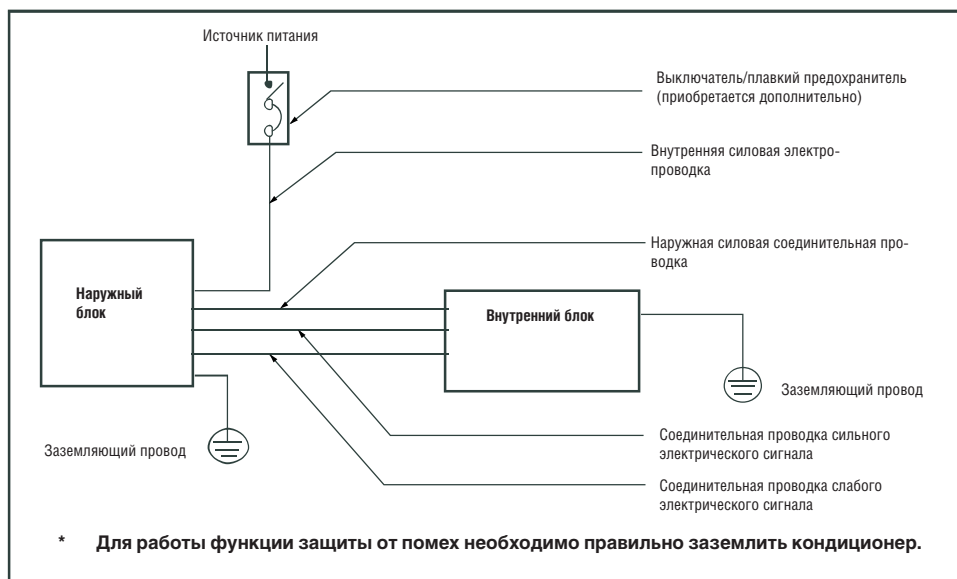 Источник питания
Выключатель/плавкий предохранитель
(приобретается дополнительно)
Внутренняя силовая электро-
проводка
Наружная силовая соединительная про-
водка
Наружный
блок
Внутренний блок
Заземляющий провод
Заземляющий провод
Соединительная проводка сильного
электрического сигнала
Соединительная проводка слабого
электрического сигнала
* Для работы функции защиты от помех необходимо правильно заземлить кондиционер.